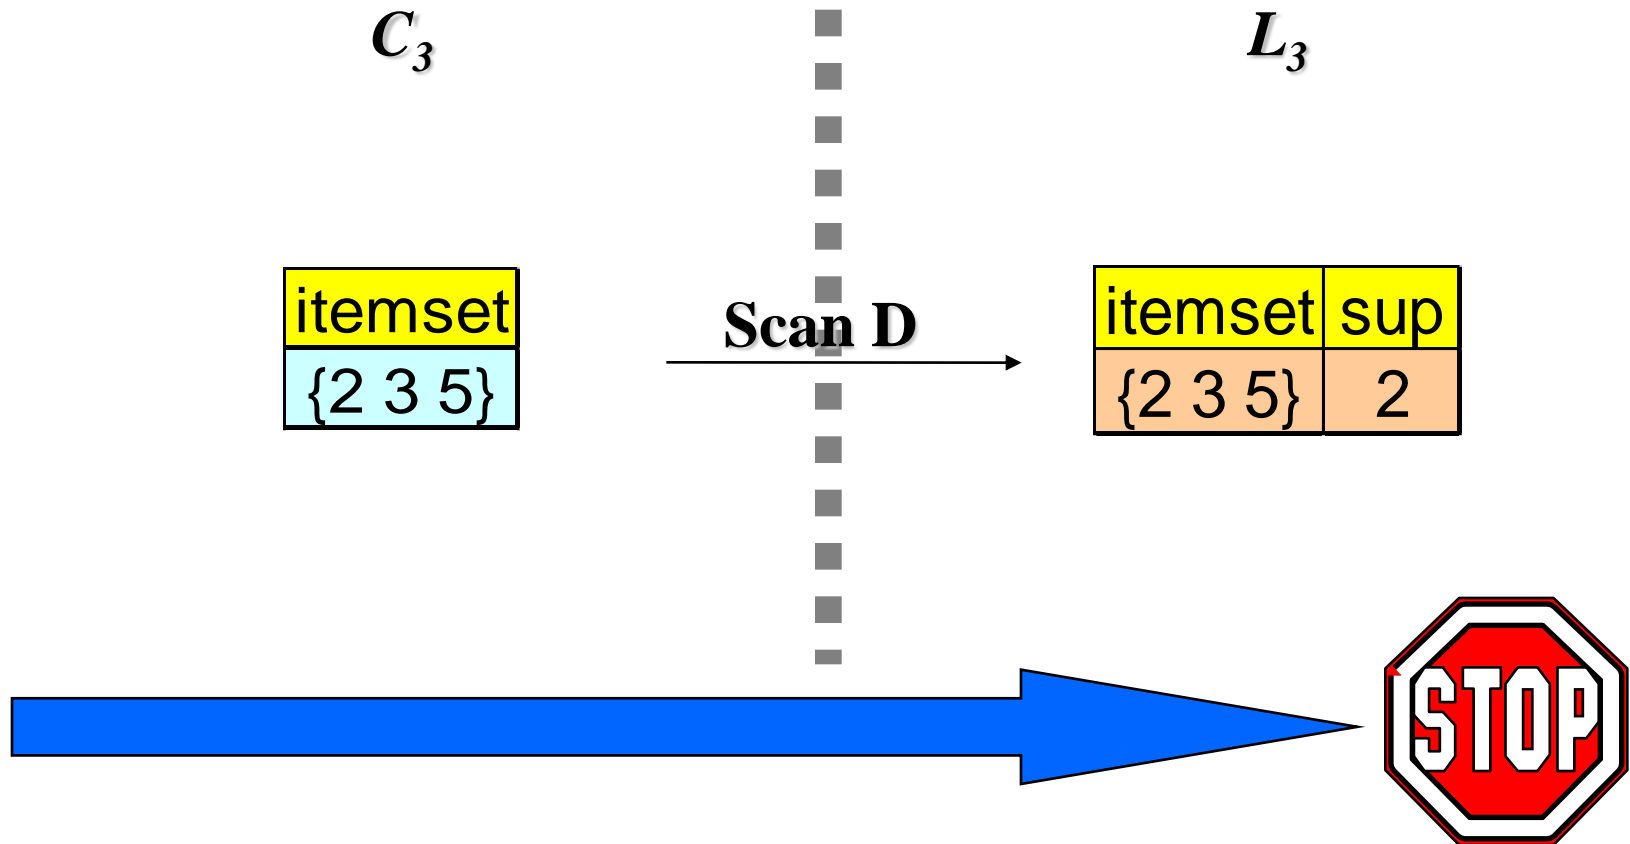 C3
L3
itemset
{2 3 5}
Scan D
itemset sup
{2 3 5} 2
STOP